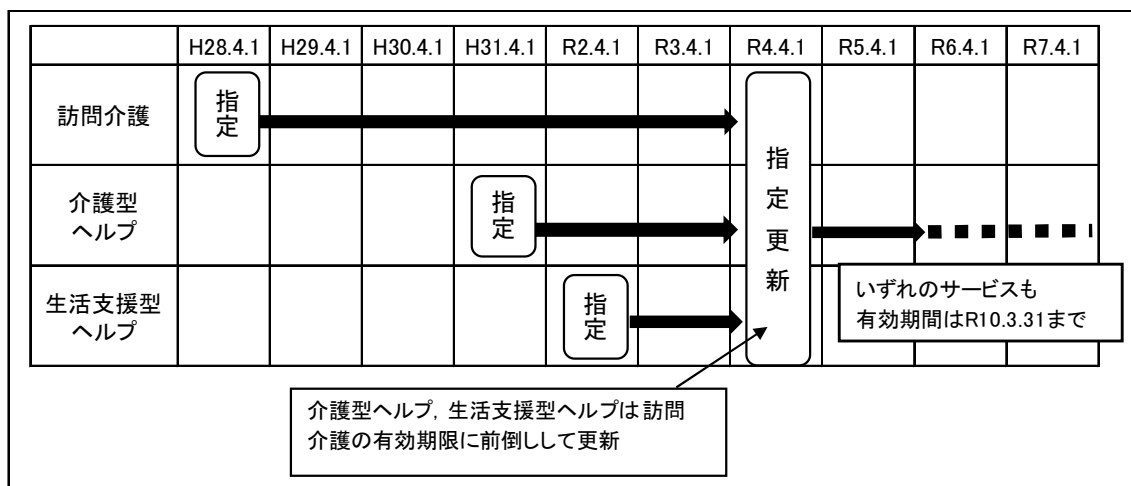 H28.4.1 H29.4.1 H30.4.1 H31.4.1 R2.4.1 R3.4.1 R4.4.1 R5.4.1 R6.4.1 R7.4.1
訪問介護
指定
介護型
ヘルプ
指定
生活支援型
ヘルプ
指定
指定更新
いずれのサービスも
有効期間はR10.3.31まで
介護型ヘルプ，生活支援型ヘルプは訪問
介護の有効期限に前倒しして更新